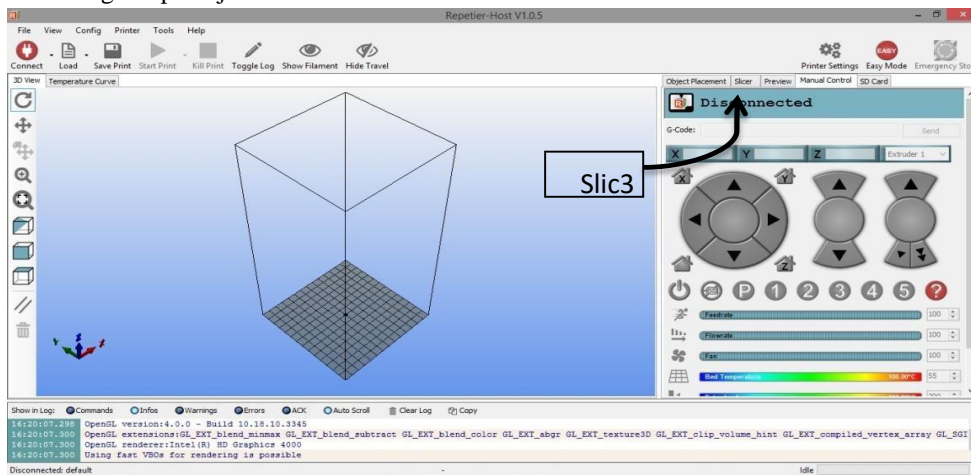 Repetier-Host V1.0.5
File View Config Printer Tools Help
Connect Load Save Print Start Print Kill Print Toggle Log Show Filament Hide Travel Printer Settings Easy Mode Emergency Sto
EASY
3D View Temperature Curve
Object Placement Slicer Preview Manual Control SD Card
Disconnected
G-Code: Send
X Y Z Extruder 1
Slic3
X Y
Z
P 1 2 3 4 5 ?
Feedrate 100
Flowrate 100
Fan 100
Bed Temperature 100.00°C 55
Show in Log: Commands Infos Warnings Errors ACK Auto Scroll Clear Log Copy
16:20:07.298 OpenGL version:4.0.0 - Build 10.18.10.3345
16:20:07.300 OpenGL extensions:GL_EXT_blend_minmax GL_EXT_blend_subtract GL_EXT_blend_color GL_EXT_abgr GL_EXT_texture3D GL_EXT_clip_volume_hint GL_EXT_compiled_vertex_array GL_SGI
16:20:07.300 OpenGL renderer:Intel(R) HD Graphics 4000
16:20:07.300 Using fast VBOs for rendering is possible
Disconnected: default - Idle